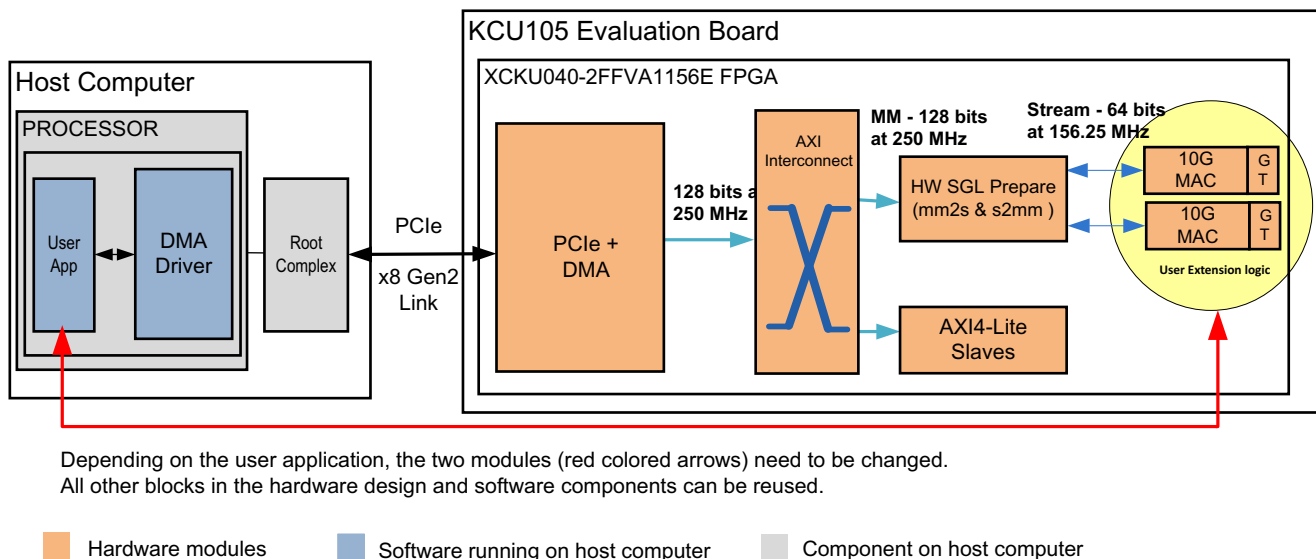 KCU105 Evaluation Board
Host Computer
XCKU040-2FFVA1156E FPGA
PROCESSOR
User
App
DMA
Driver
Root
Complex
PCIe
x8 Gen2
Link
PCIe +
DMA
128 bits a
250 MHz
AXI
Interconnect
MM - 128 bits
at 250 MHz
HW SGL Prepare
(mm2s & s2mm )
AXI4-Lite
Slaves
Stream - 64 bits
at 156.25 MHz
10G
MAC
G
T
10G
MAC
G
T
User Extension logic
Depending on the user application, the two modules (red colored arrows) need to be changed.
All other blocks in the hardware design and software components can be reused.
Hardware modules
Software running on host computer
Component on host computer